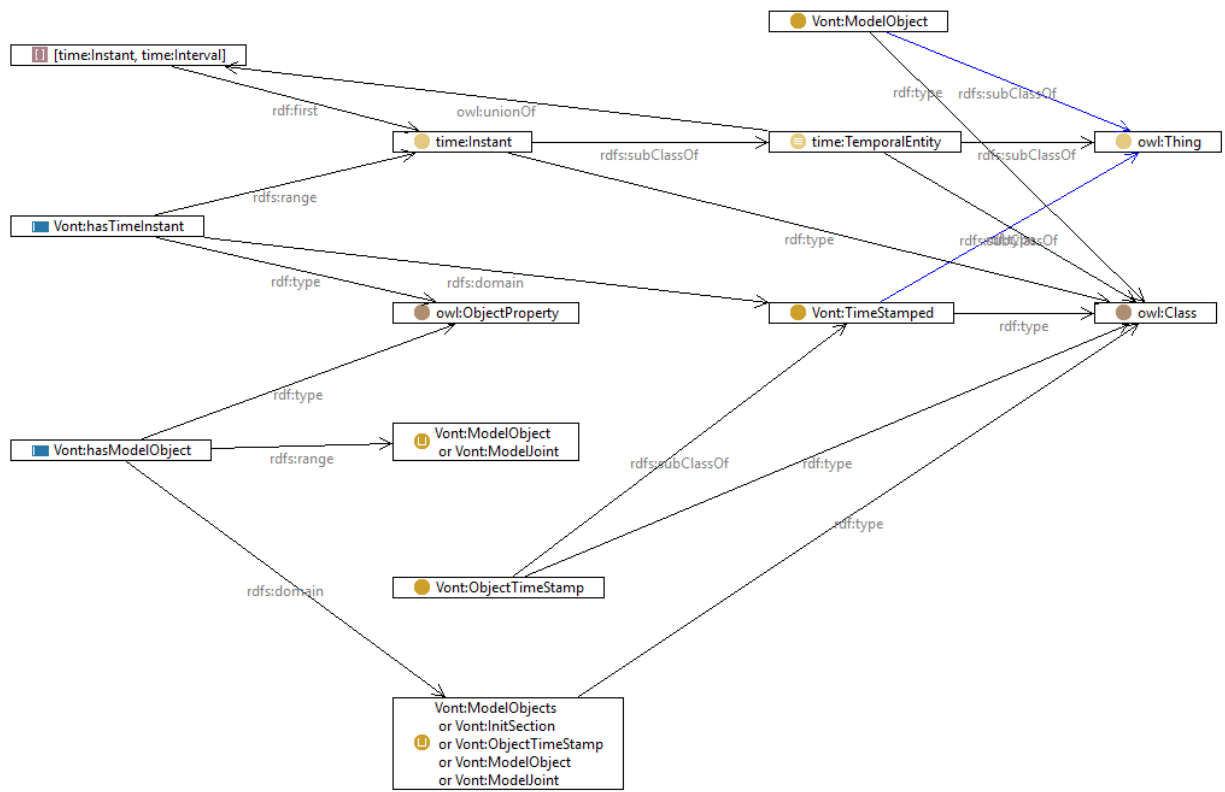 Vont:ModelObject
[time:Instant, time:Interval]
rdf:type
rdfs:subClassOf
rdf:first
owl:unionOf
time:Instant
rdfs:subClassOf
time:TemporalEntity
rdfs:subClassOf
owl:Thing
rdfs:range
Vont:hasTimeInstant
rdf:type
rdfs:subClassOf
rdf:type
rdf:type
rdfs:domain
owl:ObjectProperty
Vont:TimeStamped
rdf:type
owl:Class
rdf:type
Vont:ModelObject
or Vont:ModelJoint
Vont:hasModelObject
rdfs:range
rdfs:subClassOf
rdf:type
rdf:type
Vont:ObjectTimeStamp
rdfs:domain
Vont:ModelObjects
or Vont:InitSection
or Vont:ObjectTimeStamp
or Vont:ModelObject
or Vont:ModelJoint